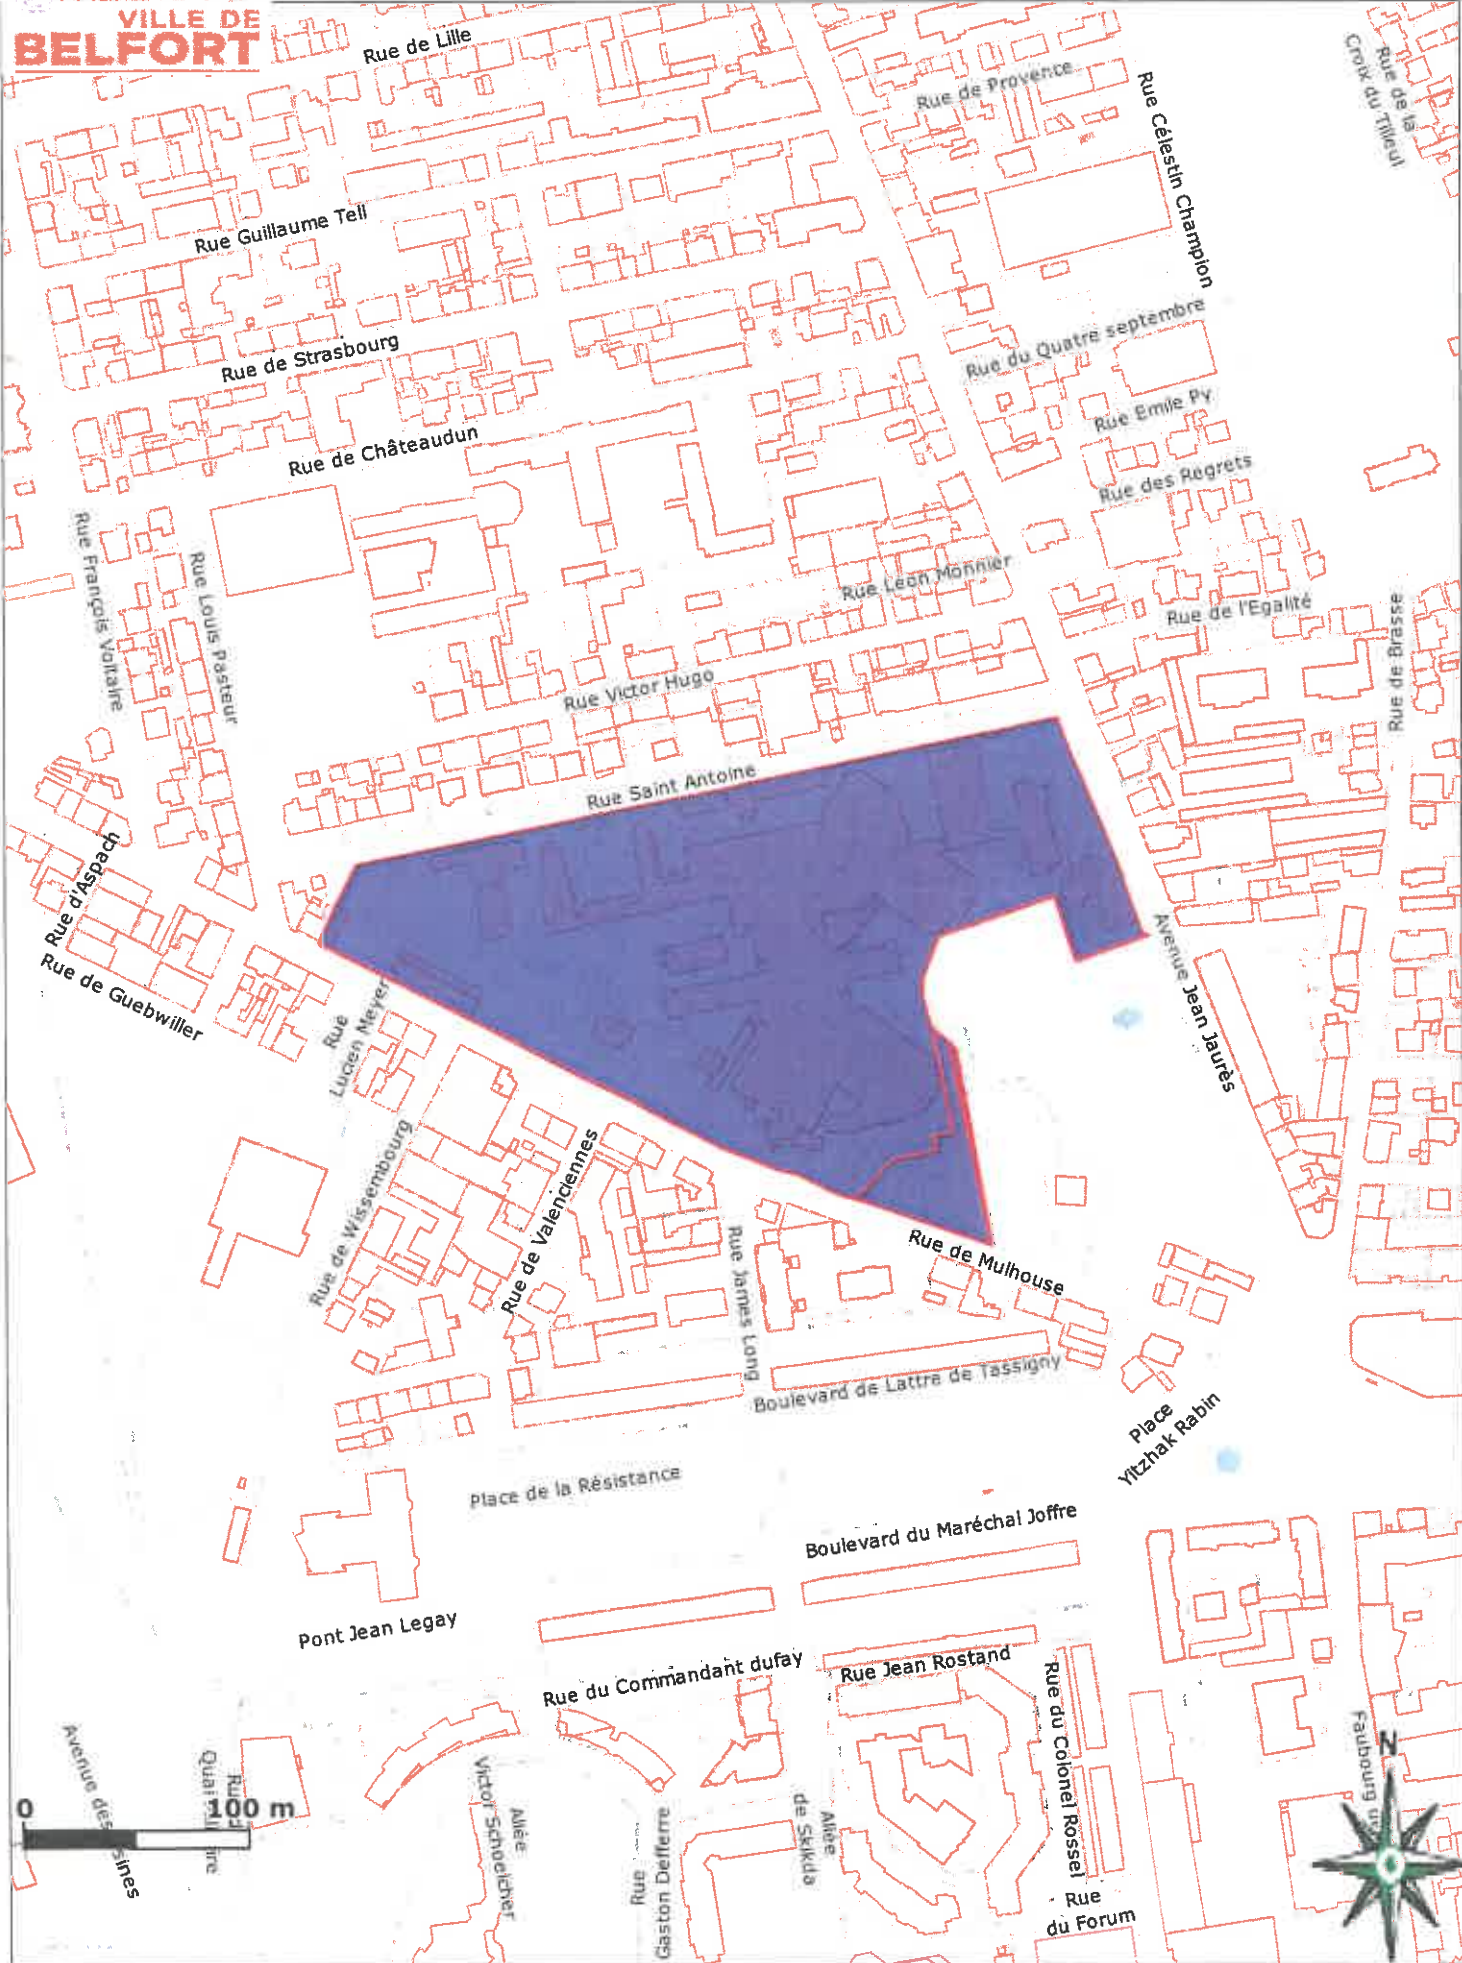 VILLE DE
BELFORT
Rue de Lille
Rue de Provence
Rue Célestin Champion
Rue de la
Croix du Tilleul
Rue Guillaume Tell
Rue de Strasbourg
Rue du Quatre septembre
Rue Emile Py
Rue de Châteaudun
Rue des Regrets
Rue François Voltaire
Rue Louis Pasteur
Rue Léon Monnier
Rue de l'Egalité
Rue de Brasse
Rue Victor Hugo
Rue Saint Antoine
Rue d'Aspach
Rue de Guebwiller
Rue
Lucien Meyer
Avenue Jean Jaurès
Rue de Wissembourg
Rue de Valenciennes
Rue James Long
Rue de Mulhouse
Boulevard de Lattre de Tassigny
Place
Yitzhak Rabin
Place de la Résistance
Boulevard du Maréchal Joffre
Pont Jean Legay
Rue du Commandant dufay
Rue Jean Rostand
Rue du Colonel Rossel
Faubourg
N
Avenue des
sines
Quai
0
100 m
Allée
Victor Schoelcher
Rue
Gaston Defferre
Allée
de Skikda
Rue
du Forum